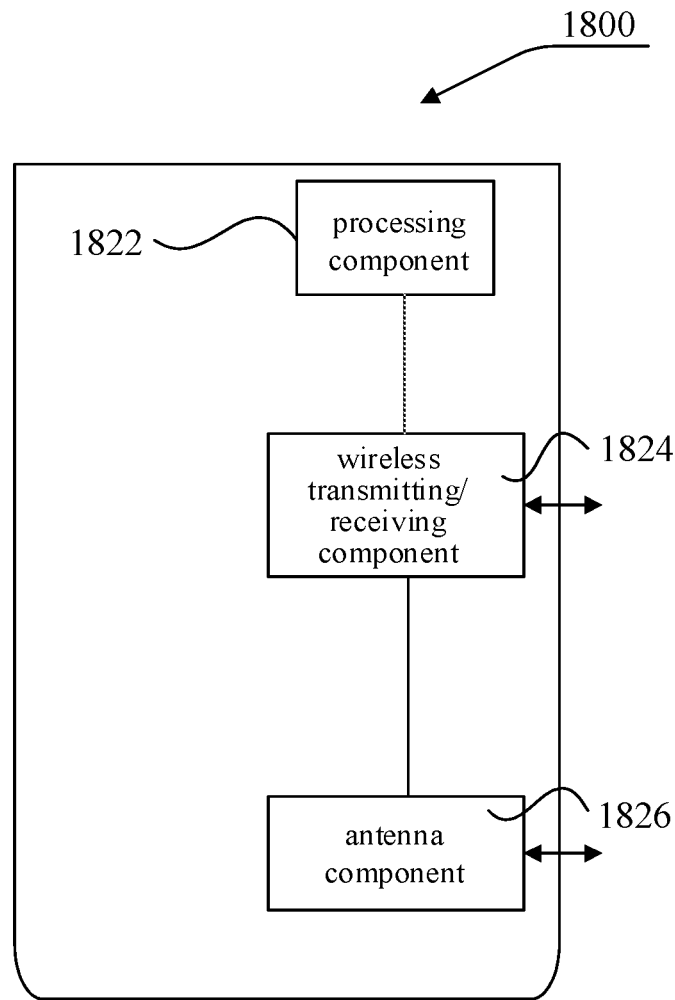 1800
processing
component
1822
wireless
transmitting/
receiving
component
1824
antenna
component
1826